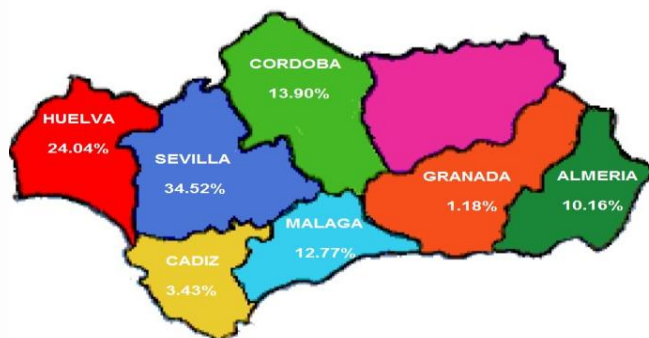 CORDOBA
13.90%
HUELVA
24.04%
SEVILLA
34.52%
GRANADA
1.18%
ALMERIA
10.16%
MALAGA
12.77%
CADIZ
3.43%